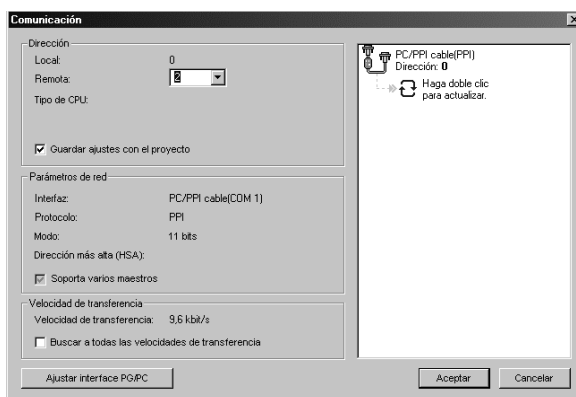 Comunicación
Dirección
Local: 0
Remota: 2
Tipo de CPU:
Guardar ajustes con el proyecto
Parámetros de red
Interfaz: PC/PPI cable(COM 1)
Protocolo: PPI
Modo: 11 bits
Dirección más alta (HSA):
Soporta varios maestros
Velocidad de transferencia
Velocidad de transferencia: 9,6 kbit/s
Buscar a todas las velocidades de transferencia
Ajustar interface PG/PC
PC/PPI cable(PPI)
Dirección: 0
Haga doble clic
para actualizar.
Aceptar Cancelar